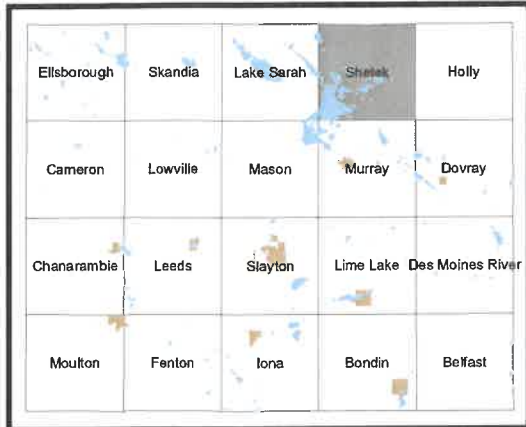 Ellsborough Skandia Lake Sarah Shetek Holly
Cameron Lowville Mason Murray Dovray
Chanarambie Leeds Slayton Lime Lake Des Moines River
Moulton Fenton Iona Bondin Belfast